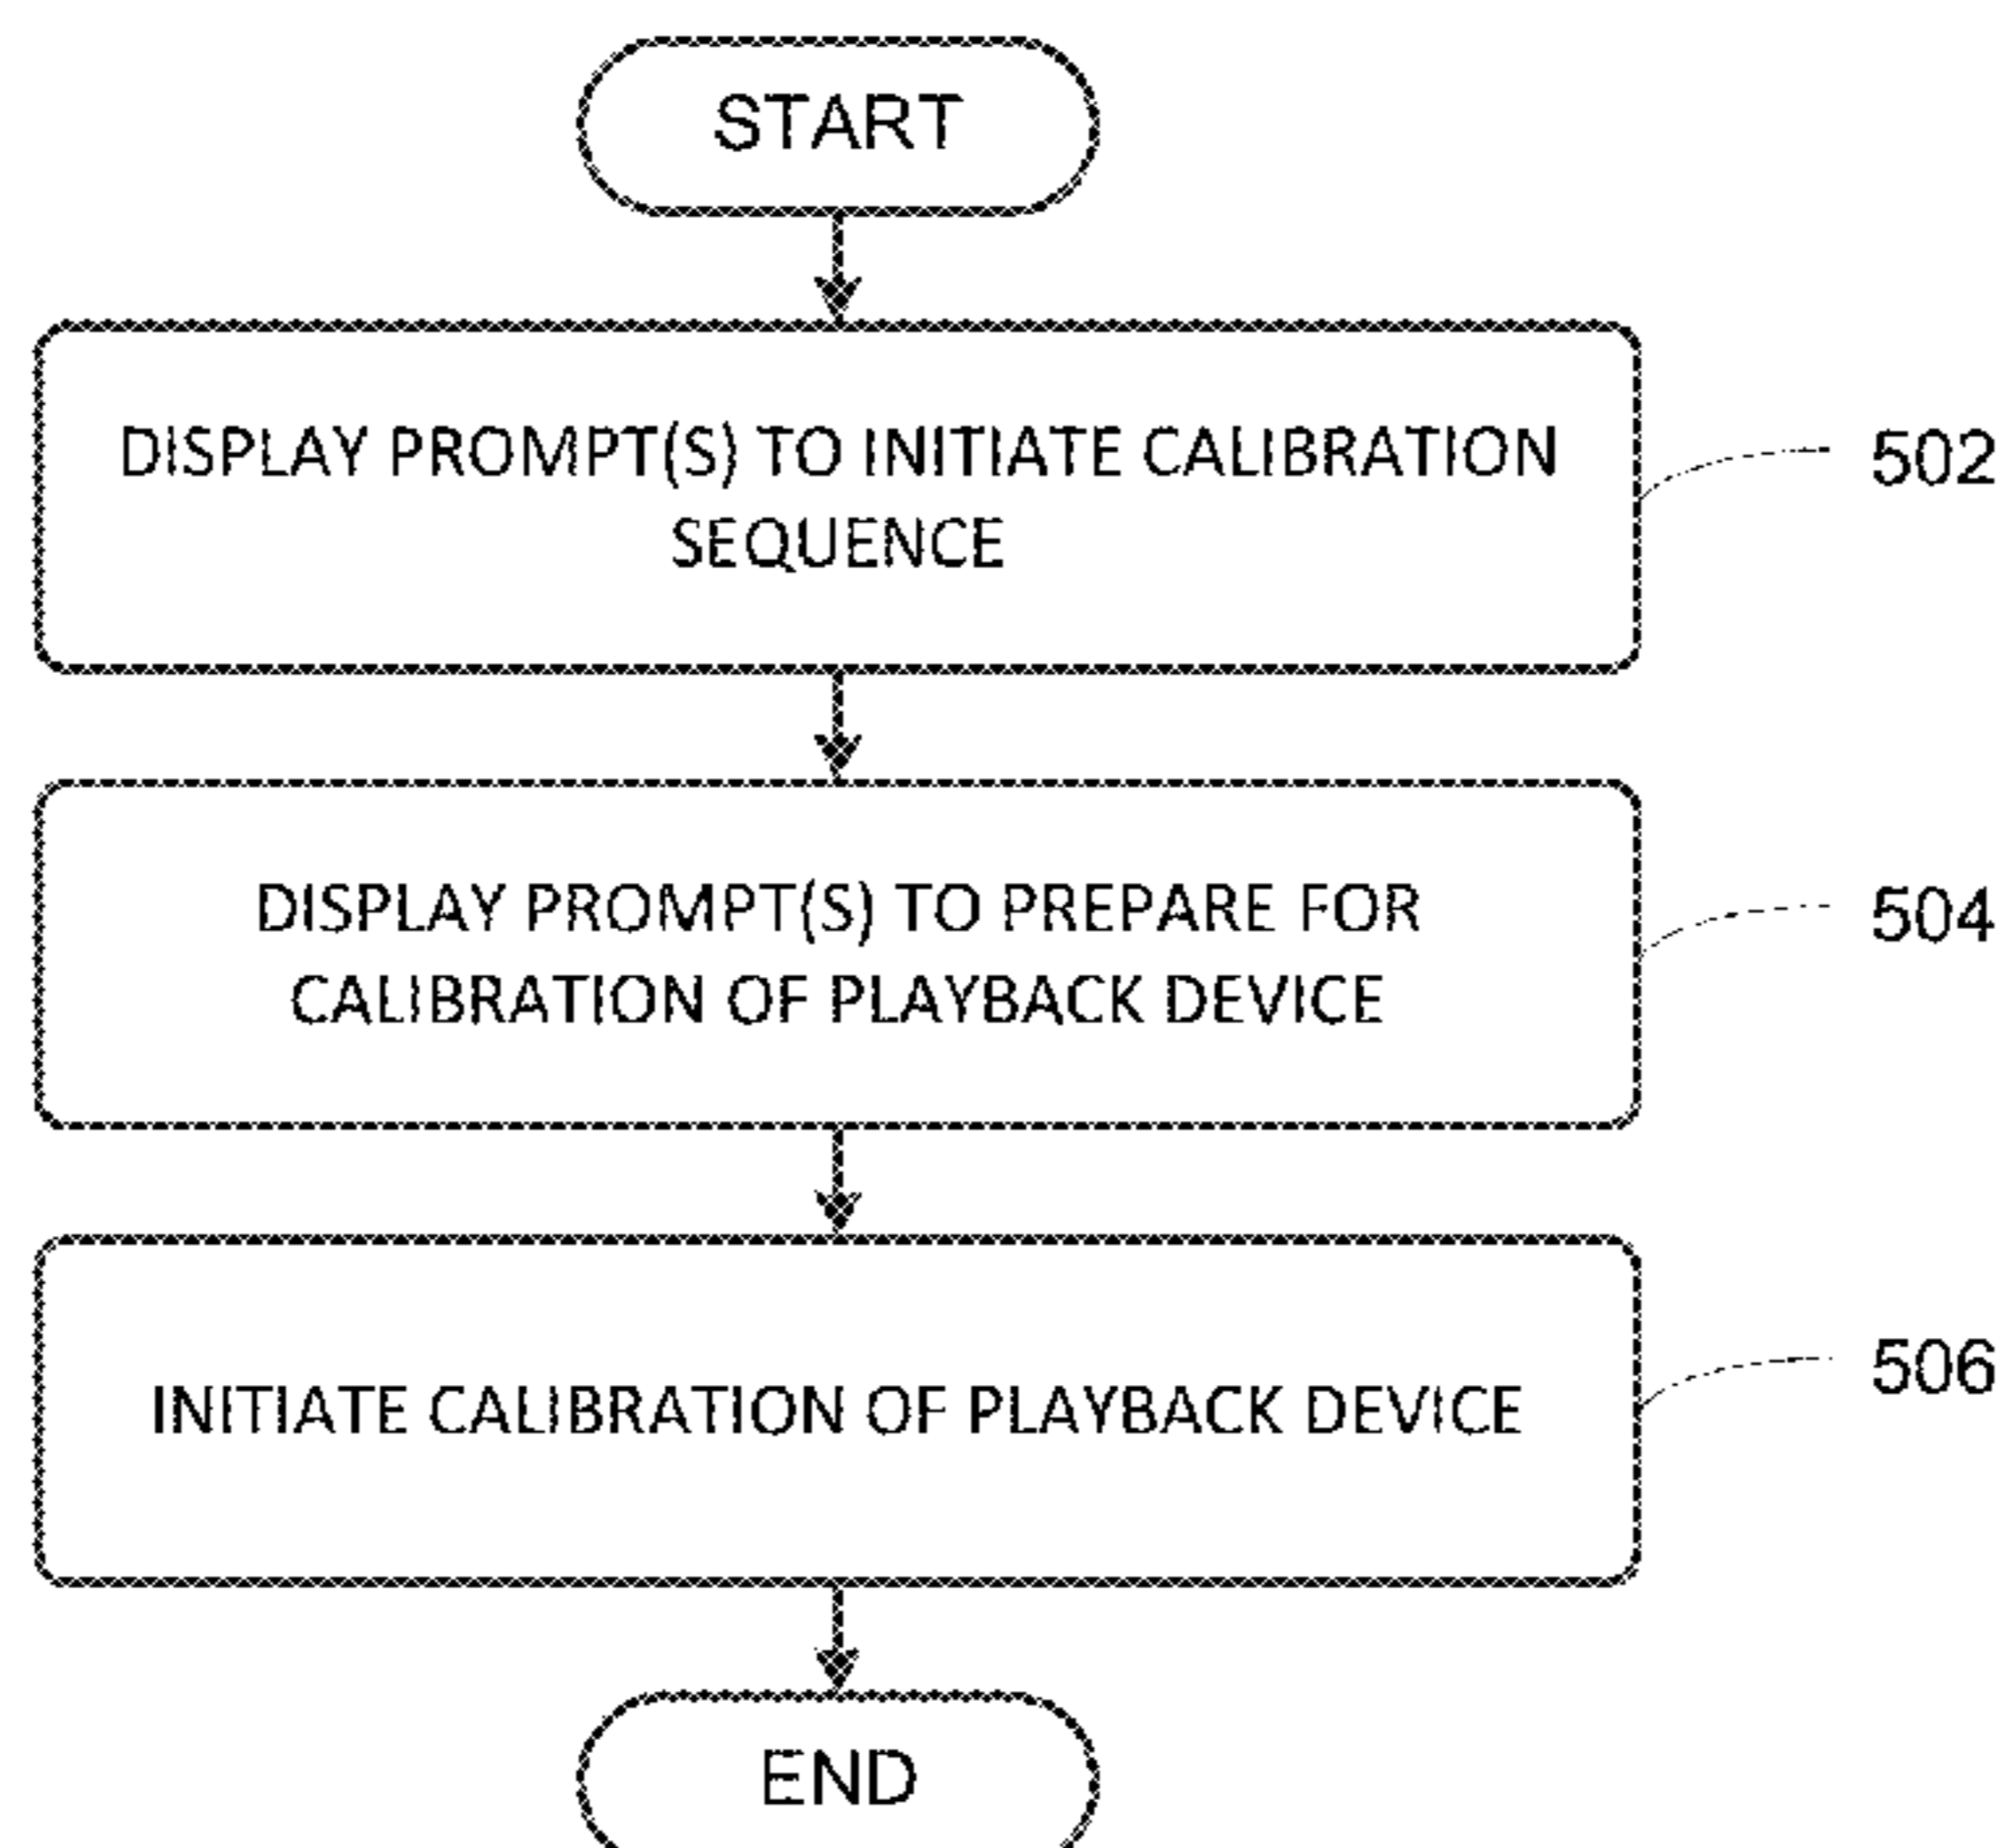 START
DISPLAY PROMPT(S) TO INITIATE CALIBRATION
SEQUENCE
502
DISPLAY PROMPT(S) TO PREPARE FOR
CALIBRATION OF PLAYBACK DEVICE
504
INITIATE CALIBRATION OF PLAYBACK DEVICE
506
END